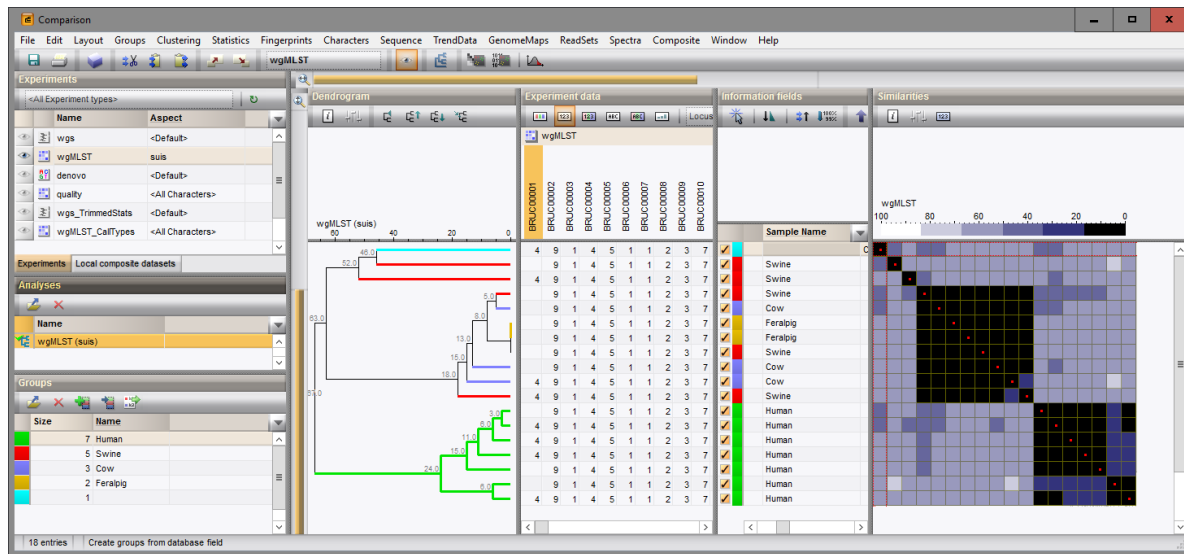 Comparison
File Edit Layout Groups Clustering Statistics Fingerprints Characters Sequence TrendData GenomeMaps ReadSets Spectra Composite Window Help
wgMLST
Experiments
<All Experiment types>
Name Aspect
wgs <Default>
wgMLST suis
denovo <Default>
quality <All Characters>
wgs_TrimmedStats <Default>
wgMLST_CallTypes <All Characters>
Experiments Local composite datasets
Analyses
Name
wgMLST (suis)
Groups
Size Name
7 Human
5 Swine
3 Cow
2 Feralpig
1
18 entries Create groups from database field
Dendrogram
wgMLST (suis)
60 40 20 0
46.0
52.0
5.0
8.0
63.0
13.0
15.0
18.0
67.0
3.0
6.0
11.0
15.0
24.0
6.0
Experiment data
Locus
wgMLST
BRUC00001 BRUC00002 BRUC00003 BRUC00004 BRUC00005 BRUC00006 BRUC00007 BRUC00008 BRUC00009 BRUC00010
4 9 1 4 5 1 1 2 3 7
9 1 4 5 1 1 2 3 7
4 9 1 4 5 1 1 2 3 7
9 1 4 5 1 1 2 3 7
9 1 4 5 1 1 2 3 7
9 1 4 5 1 1 2 3 7
9 1 4 5 1 1 2 3 7
9 1 4 5 1 1 2 3 7
9 1 4 5 1 1 2 3 7
4 9 1 4 5 1 1 2 3 7
4 9 1 4 5 1 1 2 3 7
9 1 4 5 1 1 2 3 7
4 9 1 4 5 1 1 2 3 7
4 9 1 4 5 1 1 2 3 7
4 9 1 4 5 1 1 2 3 7
9 1 4 5 1 1 2 3 7
9 1 4 5 1 1 2 3 7
4 9 1 4 5 1 1 2 3 7
Information fields
Sample Name
C
Swine
Swine
Swine
Cow
Feralpig
Feralpig
Swine
Cow
Cow
Swine
Human
Human
Human
Human
Human
Human
Human
Similarities
wgMLST
100 80 60 40 20 0